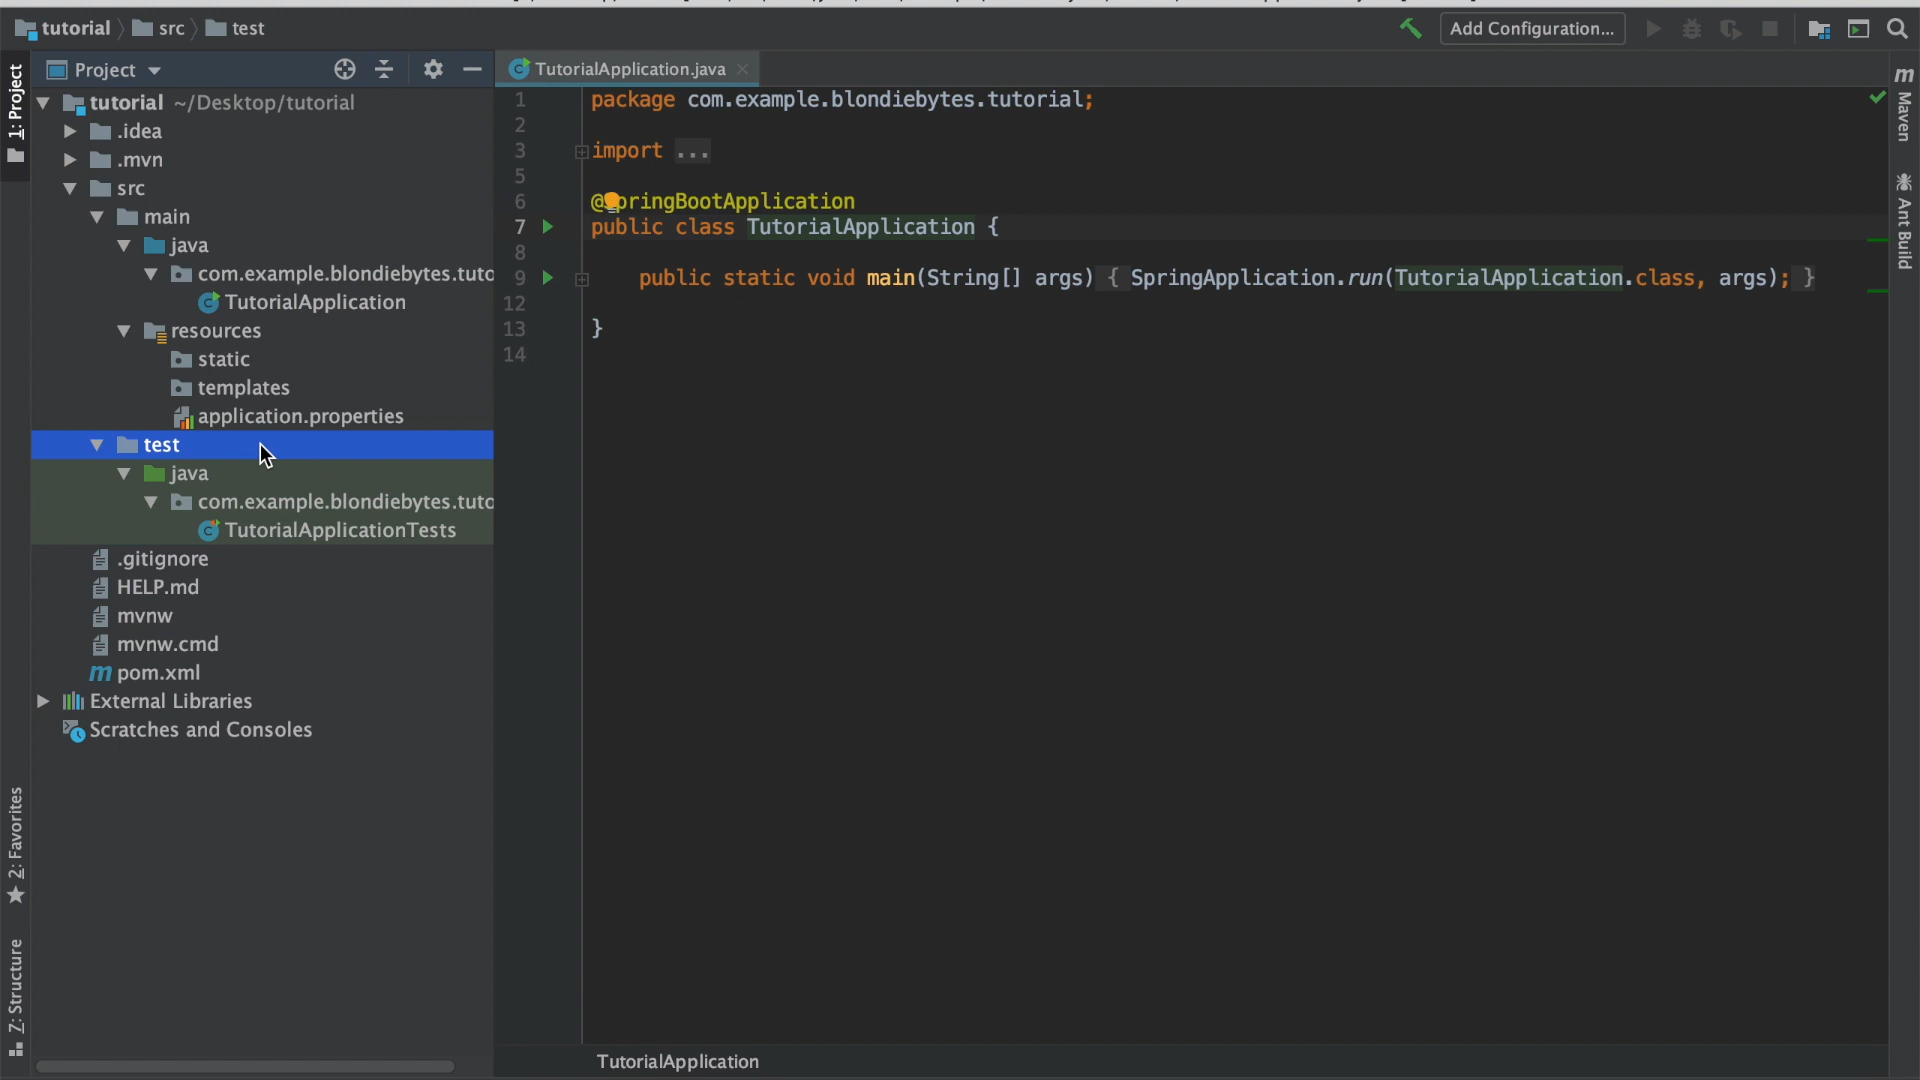 tutorial src test
Add Configuration...
1: Project
Project
TutorialApplication.java
tutorial ~/Desktop/tutorial
.idea
.mvn
src
main
java
com.example.blondiebytes.tuto
TutorialApplication
resources
static
templates
application.properties
test
java
com.example.blondiebytes.tuto
TutorialApplicationTests
.gitignore
HELP.md
mvnw
mvnw.cmd
m pom.xml
External Libraries
Scratches and Consoles
2: Favorites
Z: Structure
1 package com.example.blondiebytes.tutorial;
2
3 import ...
5
6 @SpringBootApplication
7 public class TutorialApplication {
8
9 public static void main(String[] args) { SpringApplication.run(TutorialApplication.class, args); }
12
13 }
14
TutorialApplication
m Maven
Ant Build